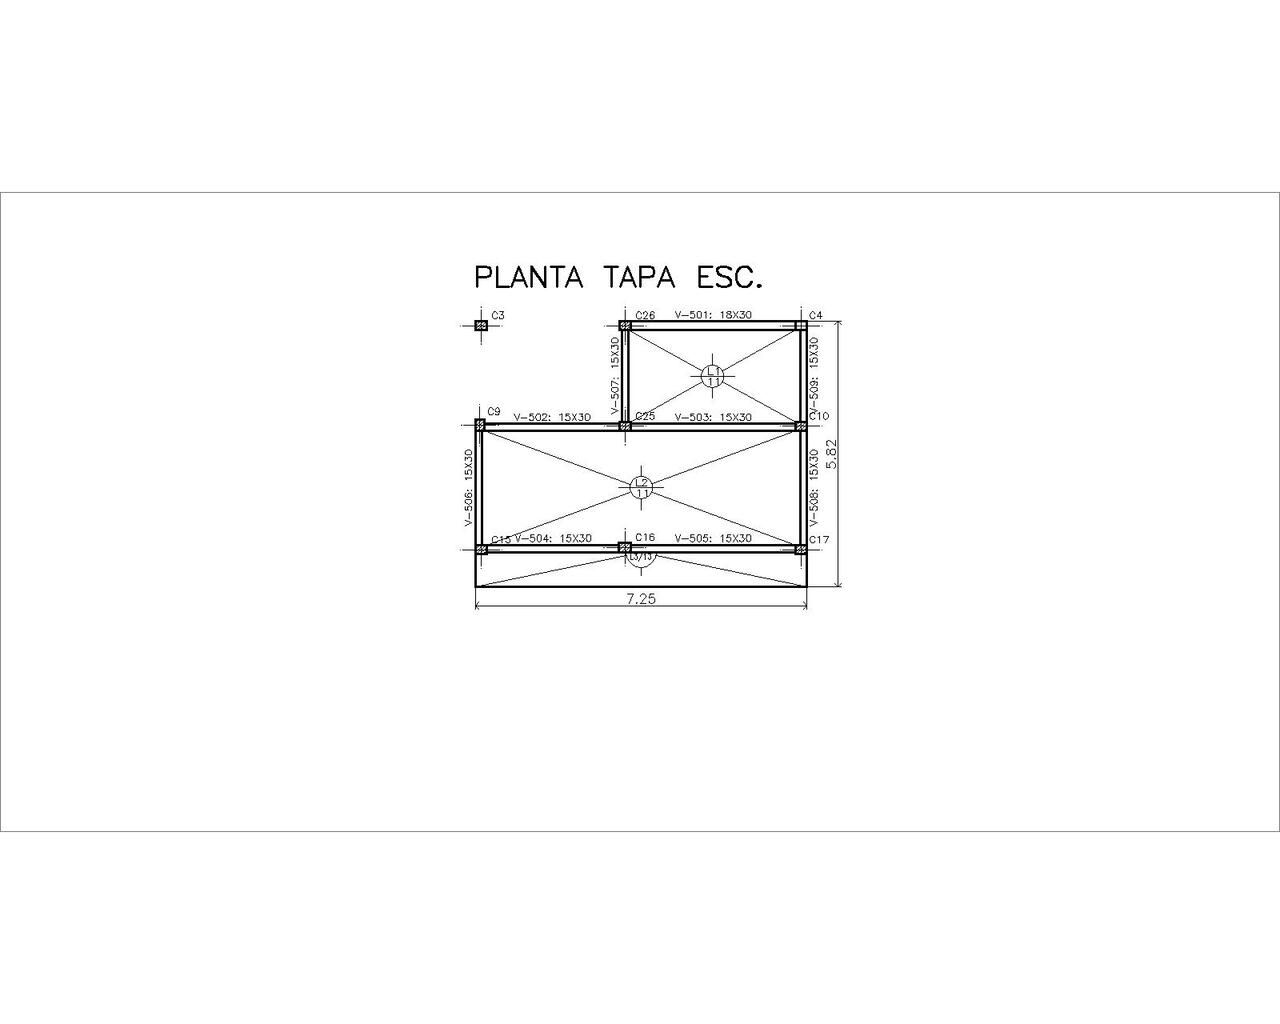 PLANTA TAPA ESC.
C3
C26
V-501: 18X30
C4
V-507: 15X30
L1
11
V-509: 15X30
C9
V-502: 15X30
C25
V-503: 15X30
C10
5.82
V-506: 15X30
L2
11
V-508: 15X30
C15
V-504: 15X30
C16
V-505: 15X30
C17
L3/13
7.25